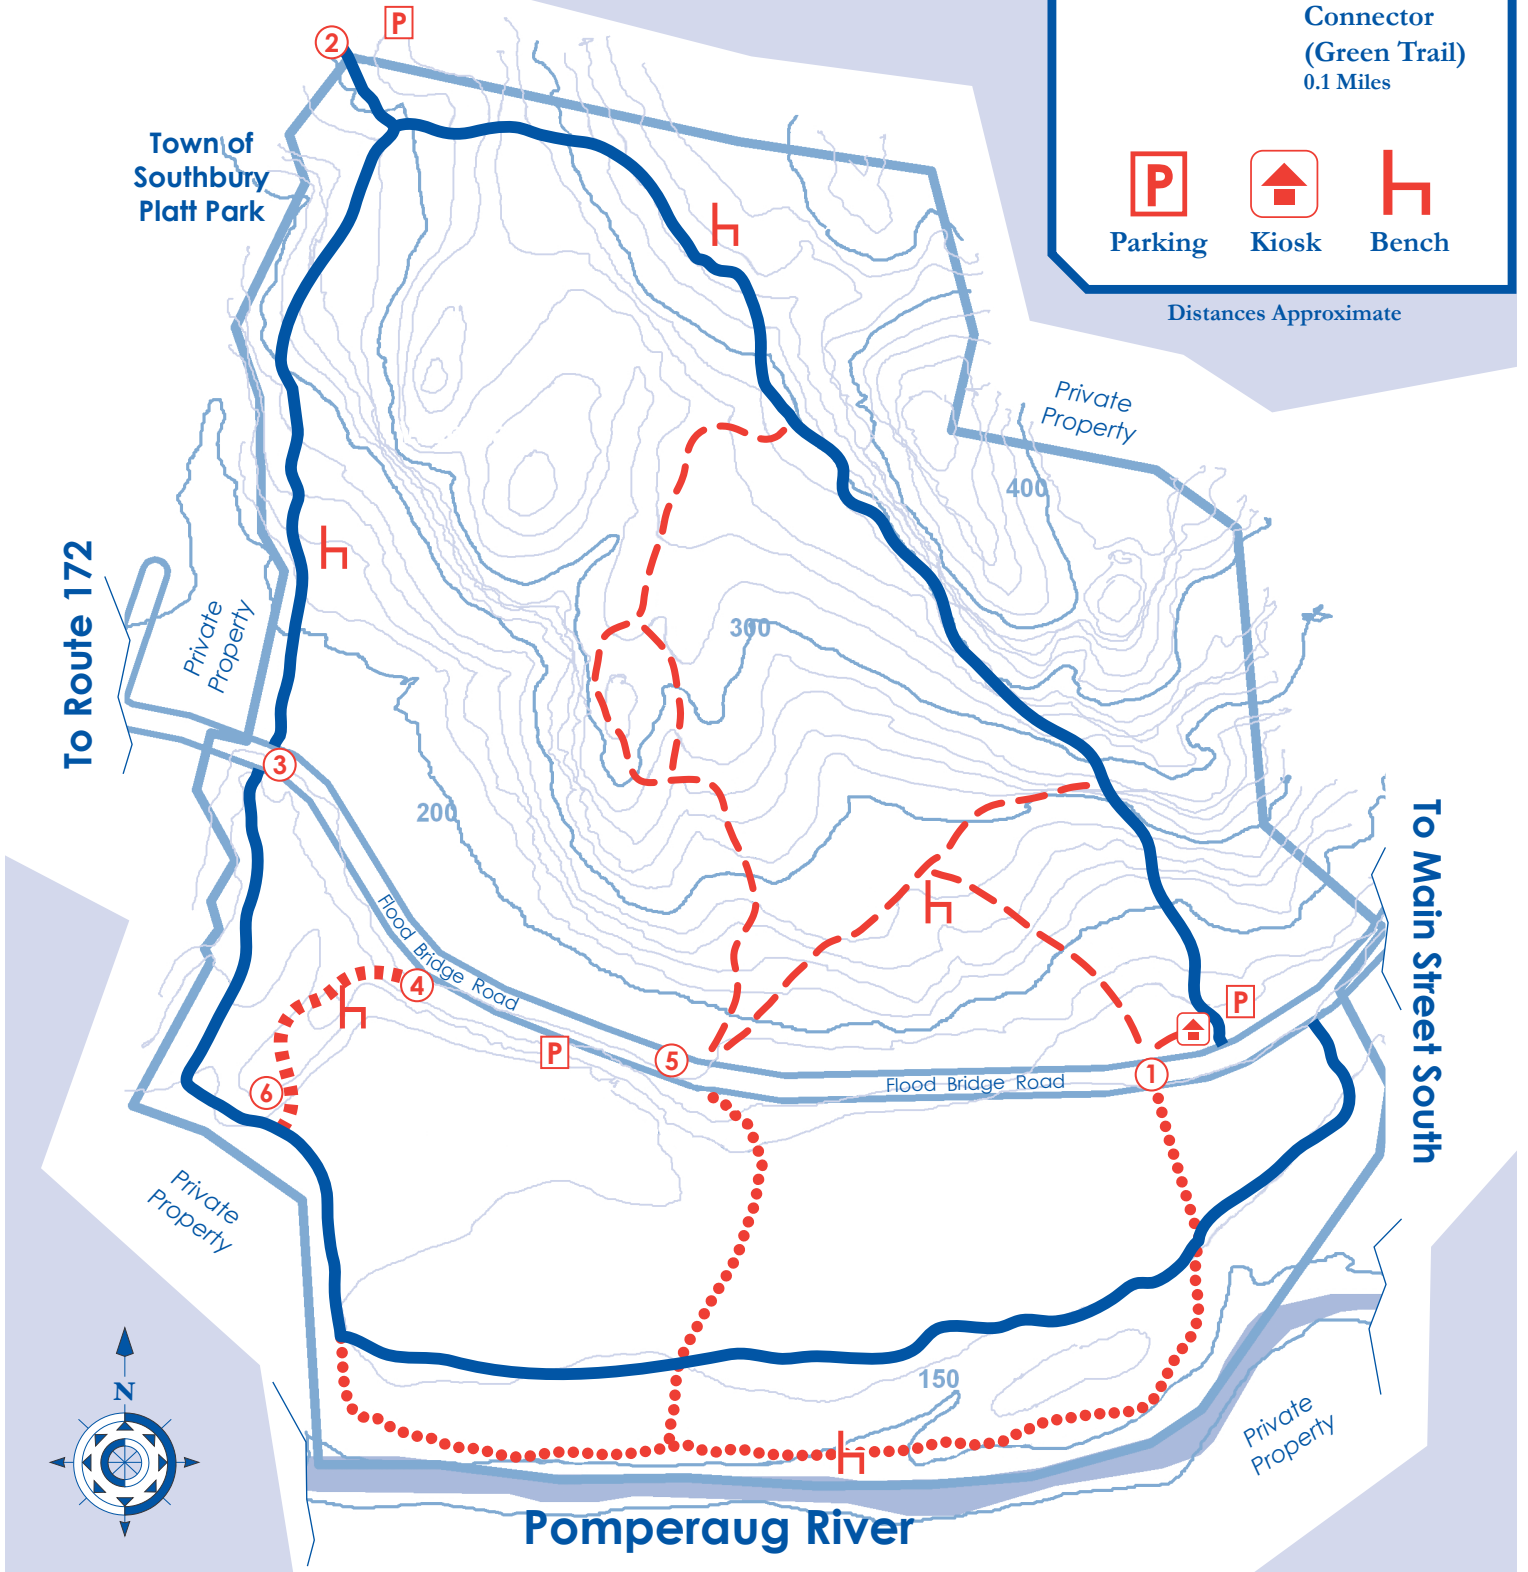 Connector
(Green Trail)
0.1 Miles
P
Parking
Kiosk
Bench
Distances Approximate
2
P
Town of
Southbury
Platt Park
Private
Property
400
To Route 172
Private
Property
300
3
200
To Main Street South
Flood Bridge Road
4
P
P
5
Flood Bridge Road
1
6
Private
Property
150
N
Private
Property
Pomperaug River